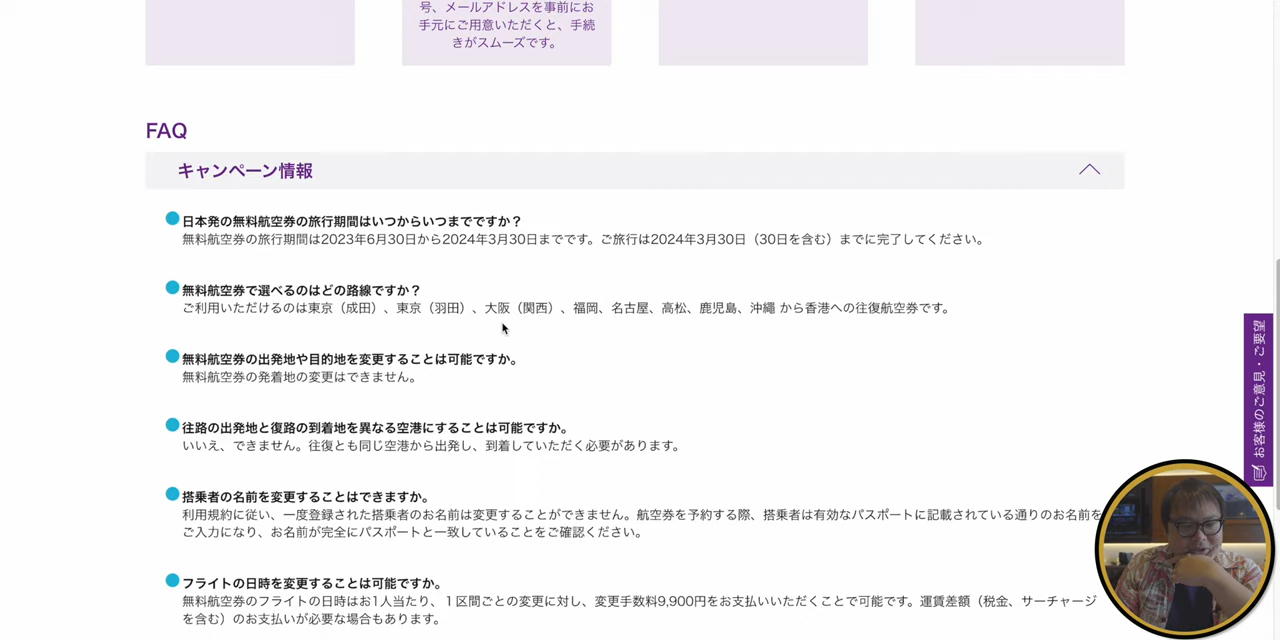 号、メールアドレスを事前にお
手元にご用意いただくと、手続
きがスムーズです。
FAQ
キャンペーン情報
日本発の無料航空券の旅行期間はいつからいつまでですか？
無料航空券の旅行期間は2023年6月30日から2024年3月30日までです。ご旅行は2024年3月30日（30日を含む）までに完了してください。
無料航空券で選べるのはどの路線ですか？
ご利用いただけるのは東京（成田）、東京（羽田）、大阪（関西）、福岡、名古屋、高松、鹿児島、沖縄 から香港への往復航空券です。
無料航空券の出発地や目的地を変更することは可能ですか。
無料航空券の発着地の変更はできません。
往路の出発地と復路の到着地を異なる空港にすることは可能ですか。
いいえ、できません。往復とも同じ空港から出発し、到着していただく必要があります。
搭乗者の名前を変更することはできますか。
利用規約に従い、一度登録された搭乗者のお名前は変更することができません。航空券を予約する際、搭乗者は有効なパスポートに記載されている通りのお名前を
ご入力になり、お名前が完全にパスポートと一致していることをご確認ください。
フライトの日時を変更することは可能ですか。
無料航空券のフライトの日時はお1人当たり、１区間ごとの変更に対し、変更手数料9,900円をお支払いいただくことで可能です。運賃差額（税金、サーチャージ
を含む）のお支払いが必要な場合もあります。
お客様のご意見・ご要望